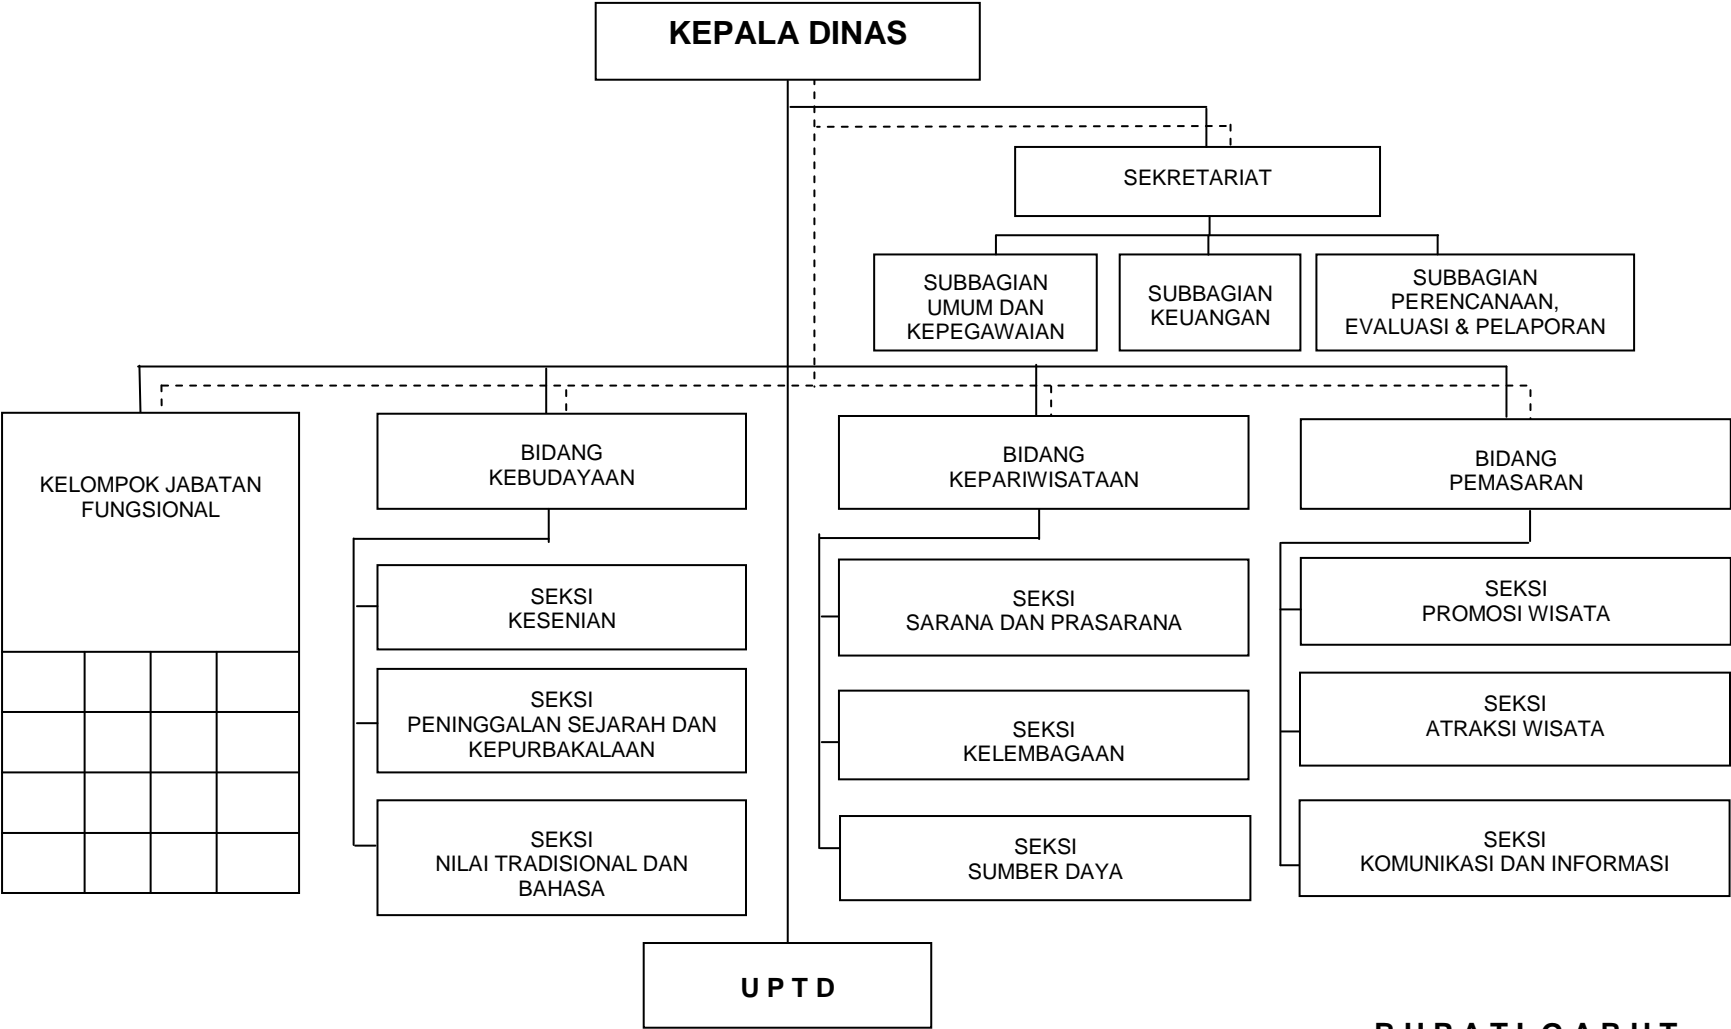 KEPALA DINAS
SEKRETARIAT
SUBBAGIAN
UMUM DAN
KEPEGAWAIAN
SUBBAGIAN
KEUANGAN
SUBBAGIAN
PERENCANAAN,
EVALUASI & PELAPORAN
KELOMPOK JABATAN
FUNGSIONAL
BIDANG
KEBUDAYAAN
BIDANG
KEPARIWISATAAN
BIDANG
PEMASARAN
SEKSI
KESENIAN
SEKSI
PENINGGALAN SEJARAH DAN
KEPURBAKALAAN
SEKSI
NILAI TRADISIONAL DAN
BAHASA
SEKSI
SARANA DAN PRASARANA
SEKSI
KELEMBAGAAN
SEKSI
SUMBER DAYA
SEKSI
PROMOSI WISATA
SEKSI
ATRAKSI WISATA
SEKSI
KOMUNIKASI DAN INFORMASI
U P T D
B U P A T I G A R U T